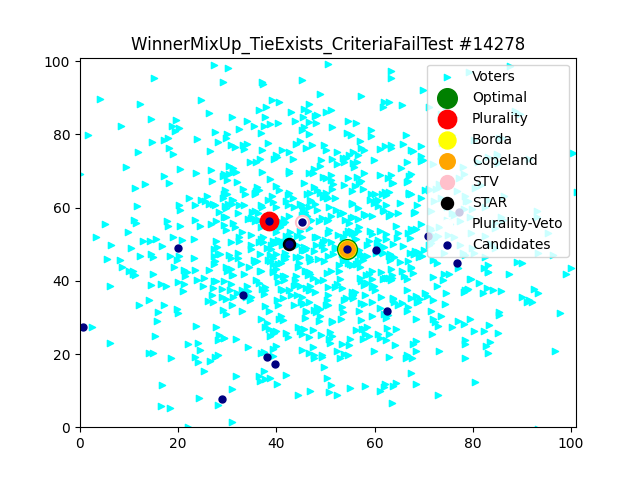 WinnerMixUp_TieExists_CriteriaFailTest #14278
100
80
60
40
20
0
0
20
40
60
80
100
Voters
Optimal
Plurality
Borda
Copeland
STV
STAR
Plurality-Veto
Candidates